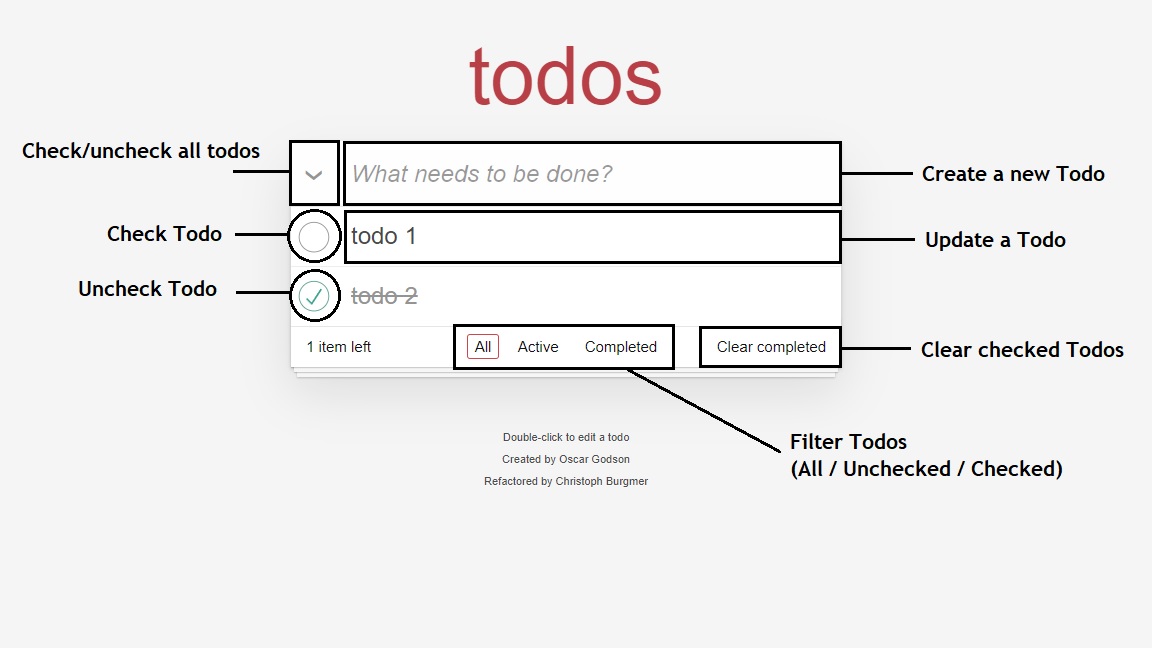 todos
Check/uncheck all todos
What needs to be done?
Create a new Todo
Check Todo
todo 1
Update a Todo
Uncheck Todo
todo 2
1 item left
All
Active
Completed
Clear completed
Clear checked Todos
Double-click to edit a todo
Created by Oscar Godson
Refactored by Christoph Burgmer
Filter Todos
(All / Unchecked / Checked)